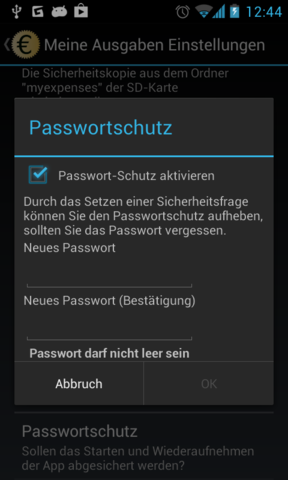 12:44
Meine Ausgaben Einstellungen
Die Sicherheitskopie aus dem Ordner
"myexpenses" der SD-Karte
Passwortschutz
Passwort-Schutz aktivieren
Durch das Setzen einer Sicherheitsfrage
können Sie den Passwortschutz aufheben,
sollten Sie das Passwort vergessen.
Neues Passwort
Neues Passwort (Bestätigung)
Passwort darf nicht leer sein
Abbruch OK
Passwortschutz
Sollen das Starten und Wiederaufnehmen
der App abgesichert werden?